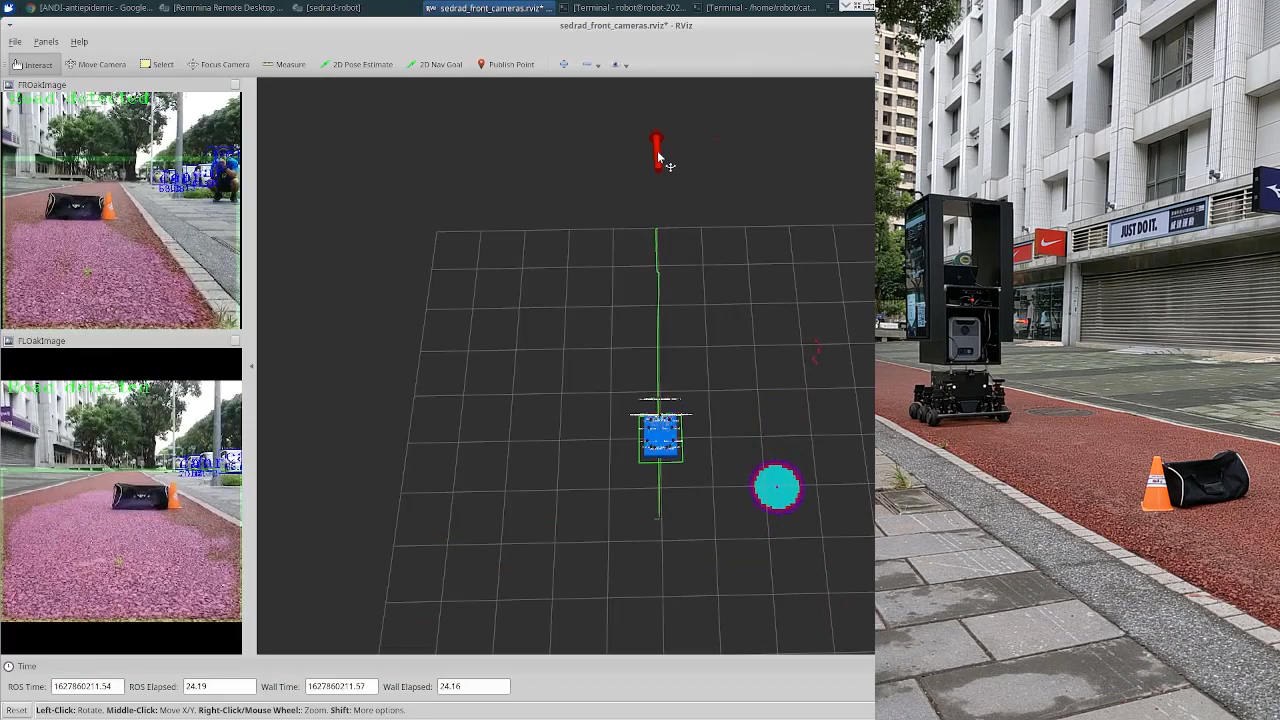 [ANDI-antiepidemic - Google...
[Remmina Remote Desktop ...
[sedrad-robot]
sedrad_front_cameras.rviz* ...
[Terminal - robot@robot-202...
[Terminal - /home/robot/cat...
sedrad_front_cameras.rviz* - RViz
File Panels Help
Interact Move Camera Select Focus Camera Measure 2D Pose Estimate 2D Nav Goal Publish Point
FROakImage
Road detected
FLOakImage
Road detected
JUST DO IT.
Time
ROS Time: 1627860211.54 ROS Elapsed: 24.19 Wall Time: 1627860211.57 Wall Elapsed: 24.16
Reset Left-Click: Rotate. Middle-Click: Move X/Y. Right-Click/Mouse Wheel:: Zoom. Shift: More options.